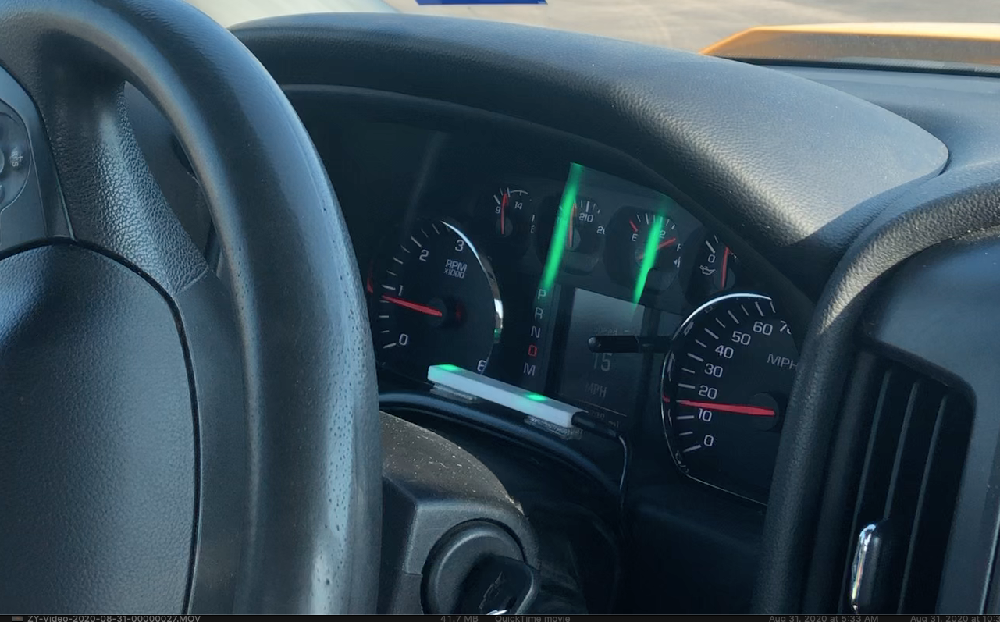 9 14
210
E
2
0
3
2
RPM
x1000
1
0
6
P
R
N
D
M
15
MPH
60
50
40
30
20
10
0
MPH
ZY-Video-2020-08-31-00000027.MOV 41.7 MB QuickTime movie Aug 31, 2020 at 5:33 AM